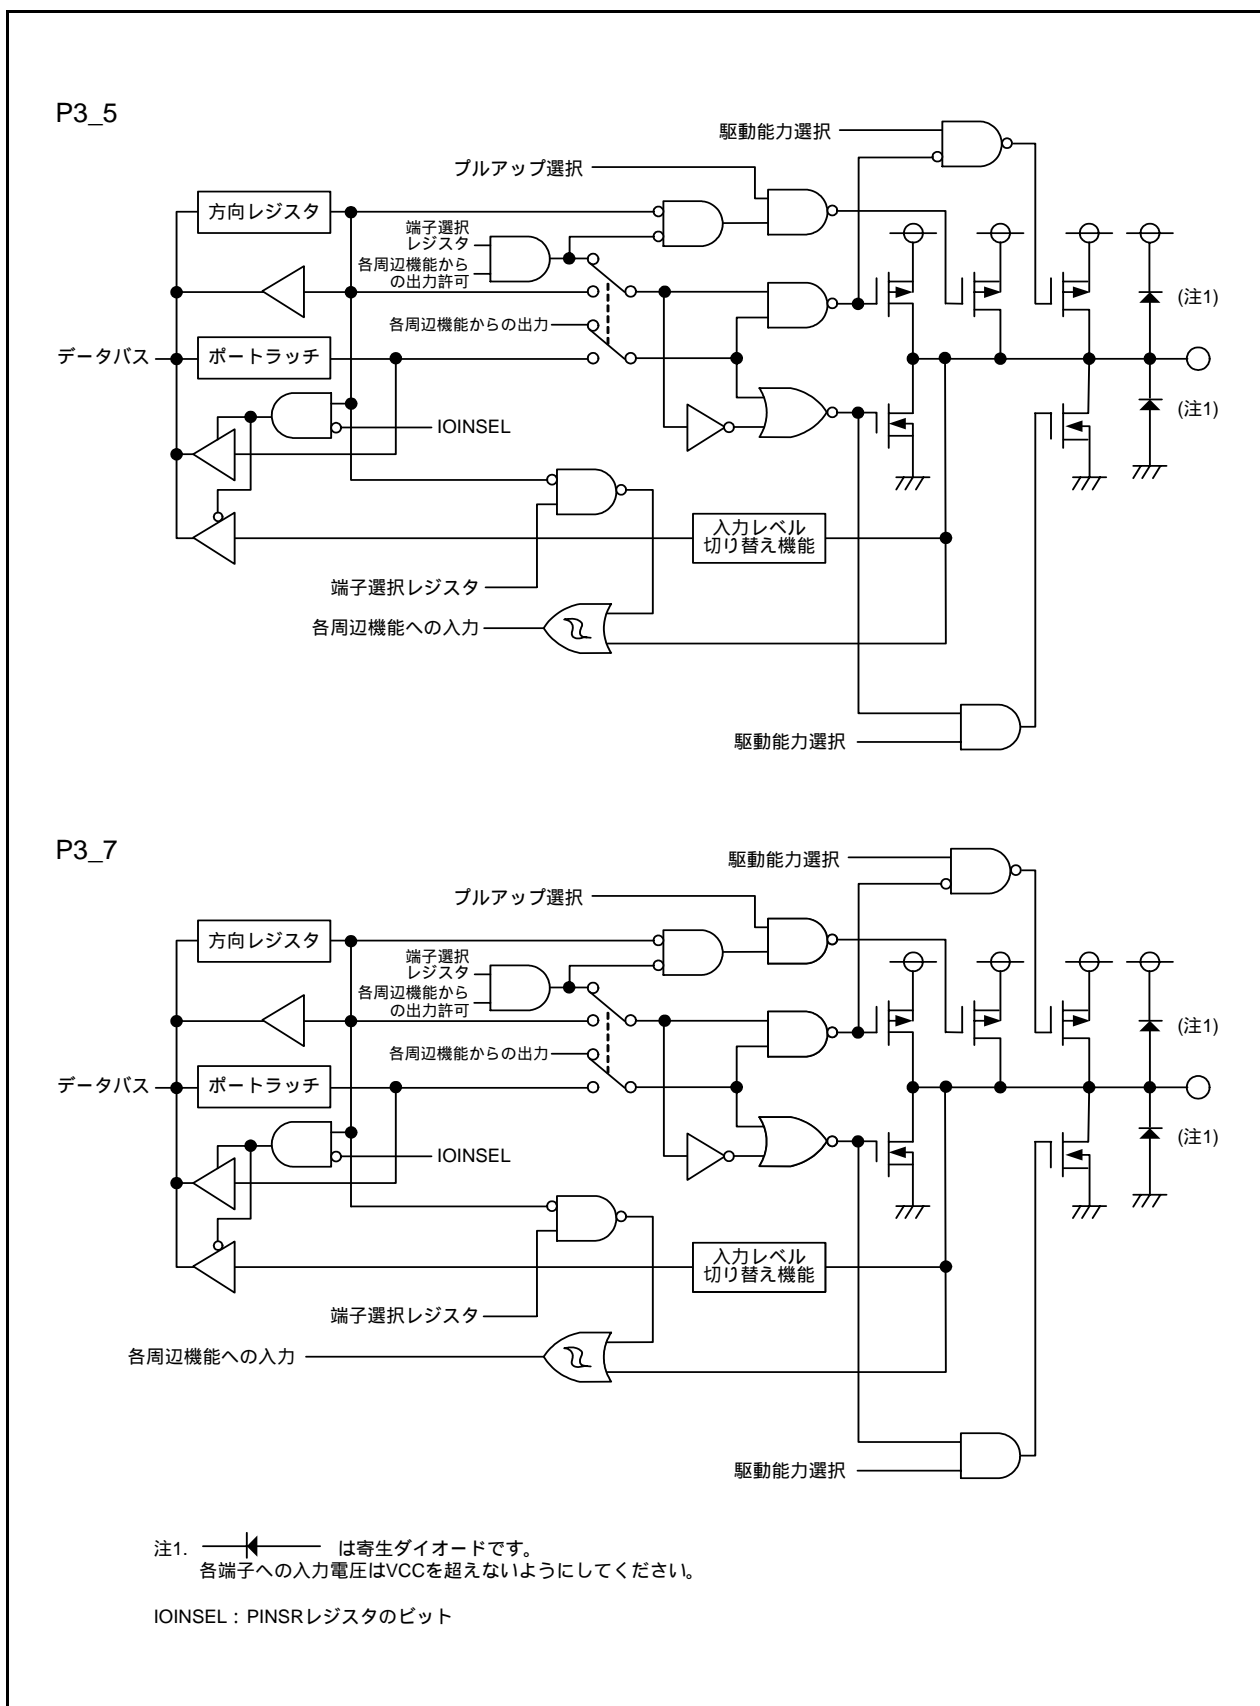 P3_5
駆動能力選択
プルアップ選択
方向レジスタ
端子選択
レジスタ
各周辺機能から
の出力許可
(注1)
各周辺機能からの出力
データバス
ポートラッチ
(注1)
IOINSEL
入力レベル
切り替え機能
端子選択レジスタ
各周辺機能への入力
駆動能力選択
P3_7
駆動能力選択
プルアップ選択
方向レジスタ
端子選択
レジスタ
各周辺機能から
の出力許可
(注1)
各周辺機能からの出力
データバス
ポートラッチ
(注1)
IOINSEL
入力レベル
切り替え機能
端子選択レジスタ
各周辺機能への入力
駆動能力選択
注1. は寄生ダイオードです。
各端子への入力電圧はVCCを超えないようにしてください。
IOINSEL：PINSRレジスタのビット